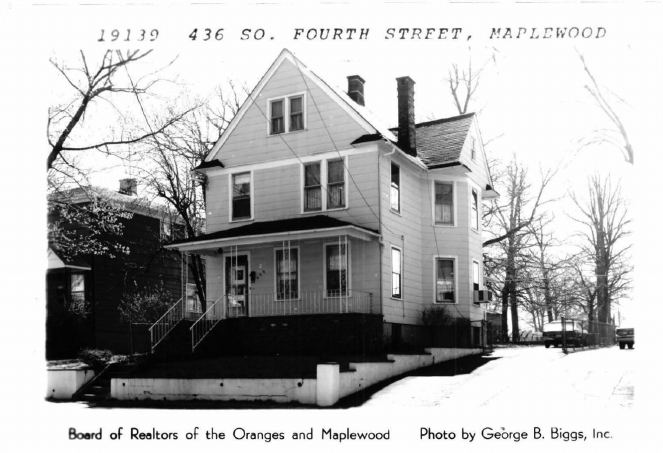 19139 436 SO. FOURTH STREET, MAPLEWOOD
Board of Realtors of the Oranges and Maplewood Photo by George B. Biggs, Inc.